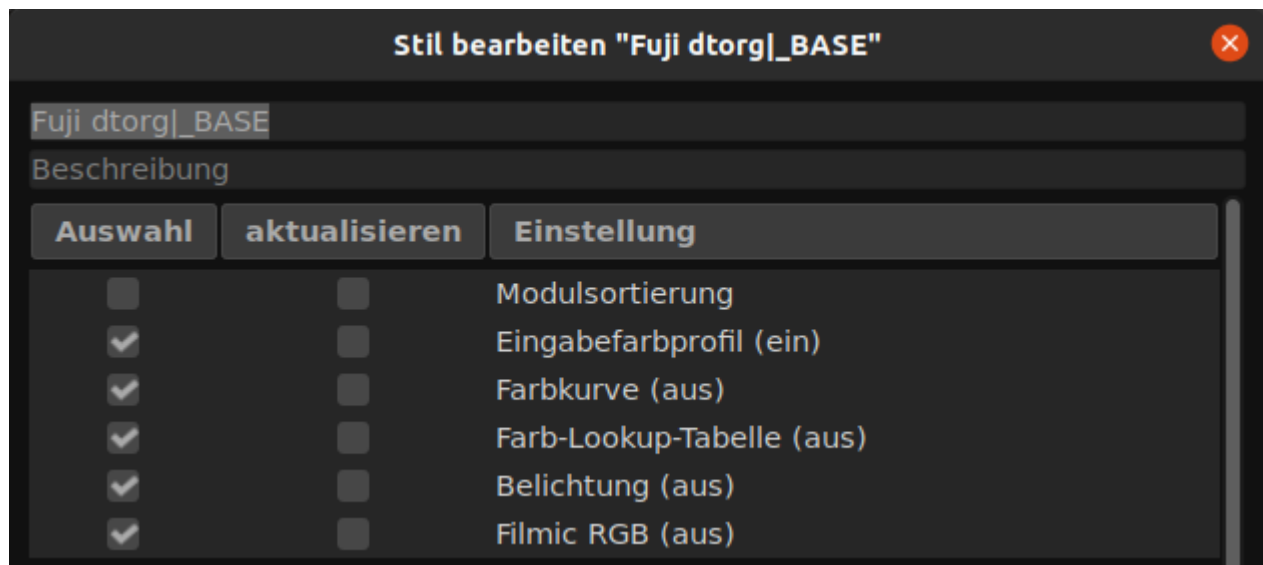 Stil bearbeiten "Fuji dtorg|_BASE"
Fuji dtorg|_BASE
Beschreibung
Auswahl aktualisieren Einstellung
Modulsortierung
Eingabefarbprofil (ein)
Farbkurve (aus)
Farb-Lookup-Tabelle (aus)
Belichtung (aus)
Filmic RGB (aus)